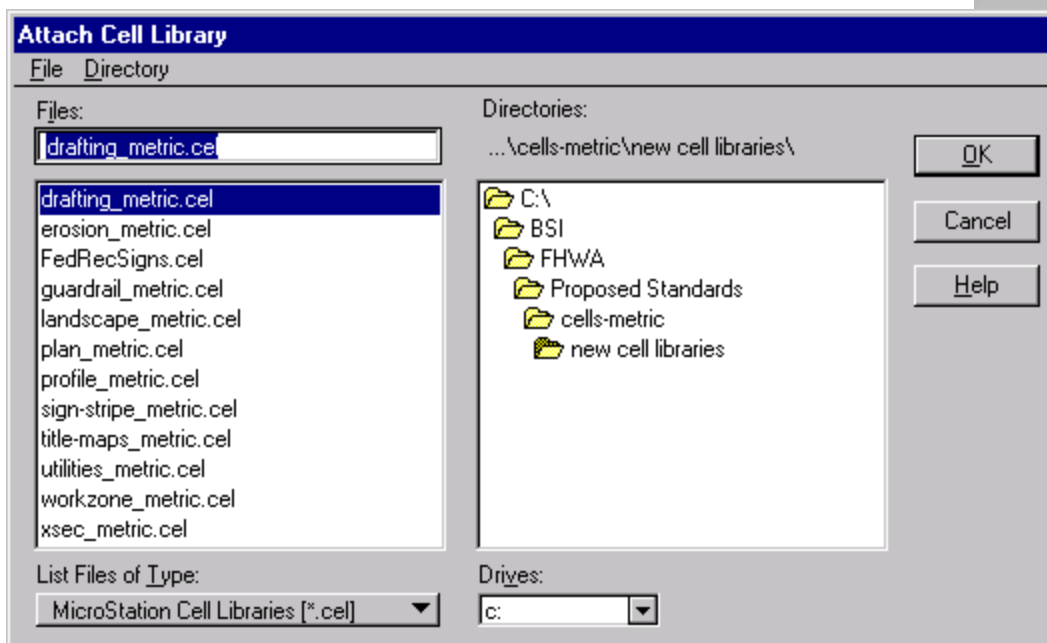 Attach Cell Library
File Directory
Files:
drafting_metric.cel
drafting_metric.cel
erosion_metric.cel
FedRecSigns.cel
guardrail_metric.cel
landscape_metric.cel
plan_metric.cel
profile_metric.cel
sign-stripe_metric.cel
title-maps_metric.cel
utilities_metric.cel
workzone_metric.cel
xsec_metric.cel
List Files of Type:
MicroStation Cell Libraries [*.cel]
Directories:
...\cells-metric\new cell libraries\
C:\
BSI
FHWA
Proposed Standards
cells-metric
new cell libraries
Drives:
c:
OK
Cancel
Help